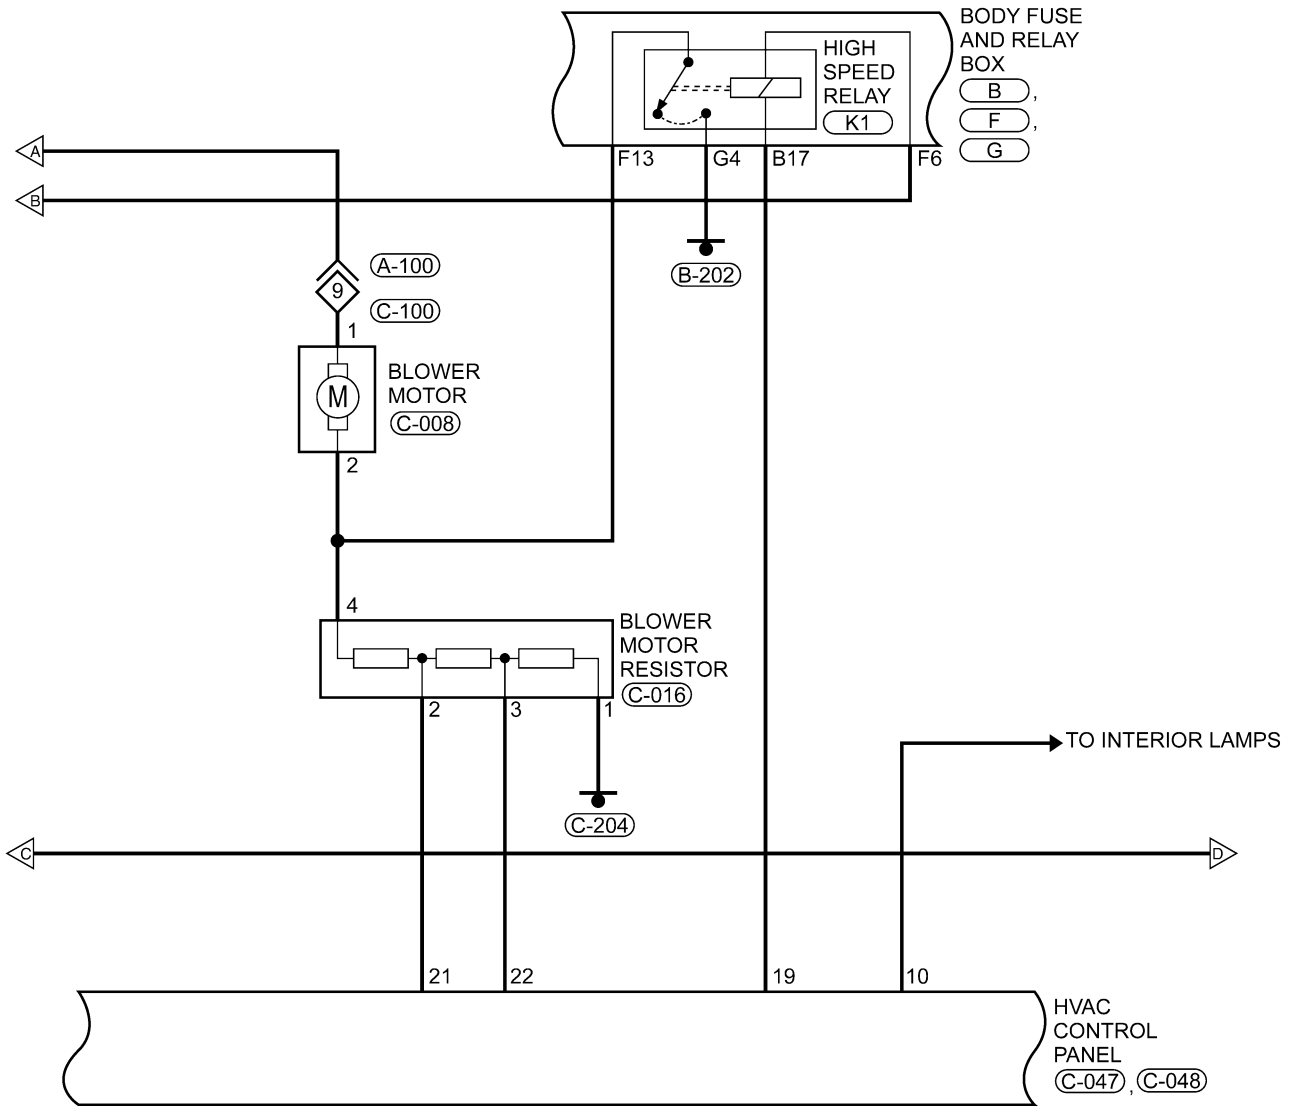 BODY FUSE
AND RELAY
BOX
B ,
F ,
G
HIGH
SPEED
RELAY
K1
F13 G4 B17 F6
A
B
B-202
A-100
9
C-100
1
BLOWER
MOTOR
M
C-008
2
4
BLOWER
MOTOR
RESISTOR
C-016
2 3 1
TO INTERIOR LAMPS
C-204
C D
21 22 19 10
HVAC
CONTROL
PANEL
C-047 , C-048